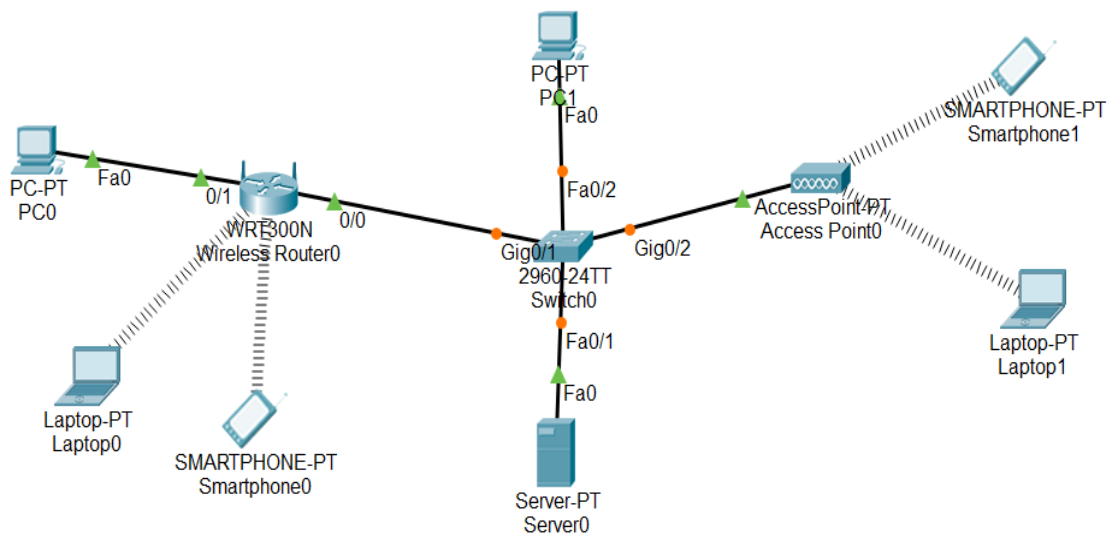 PC-PT
PC1
Fa0
SMARTPHONE-PT
Smartphone1
PC-PT
PC0
Fa0
0/1
WRT300N
Wireless Router0
0/0
Fa0/2
Gig0/1
2960-24TT
Switch0
Gig0/2
AccessPoint-PT
Access Point0
Fa0/1
Fa0
Laptop-PT
Laptop1
Laptop-PT
Laptop0
SMARTPHONE-PT
Smartphone0
Server-PT
Server0